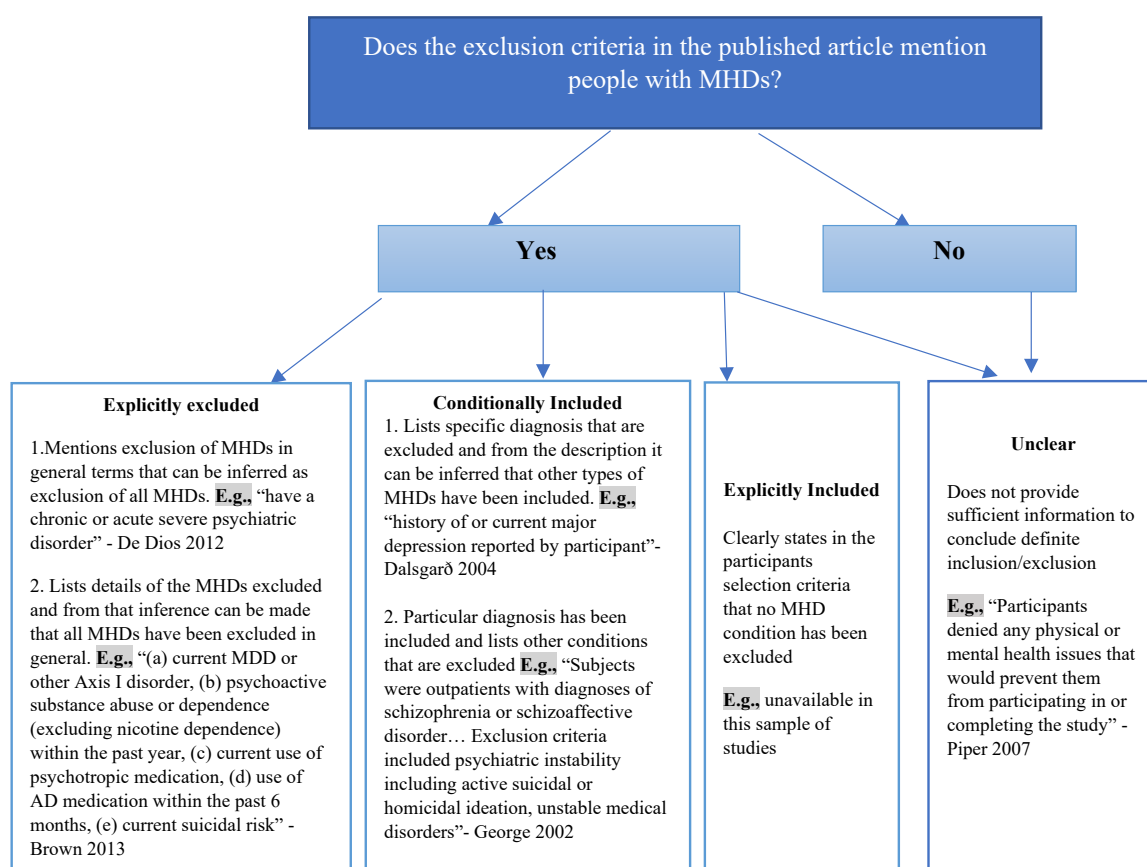 Does the exclusion criteria in the published article mention
people with MHDs?
Yes
No
Explicitly excluded
1.Mentions exclusion of MHDs in
general terms that can be inferred as
exclusion of all MHDs. E.g., “have a
chronic or acute severe psychiatric
disorder” - De Dios 2012
2. Lists details of the MHDs excluded
and from that inference can be made
that all MHDs have been excluded in
general. E.g., “(a) current MDD or
other Axis I disorder, (b) psychoactive
substance abuse or dependence
(excluding nicotine dependence)
within the past year, (c) current use of
psychotropic medication, (d) use of
AD medication within the past 6
months, (e) current suicidal risk” -
Brown 2013
Conditionally Included
1. Lists specific diagnosis that are
excluded and from the description it
can be inferred that other types of
MHDs have been included. E.g.,
“history of or current major
depression reported by participant”-
Dalsgarð 2004
2. Particular diagnosis has been
included and lists other conditions
that are excluded E.g., “Subjects
were outpatients with diagnoses of
schizophrenia or schizoaffective
disorder… Exclusion criteria
included psychiatric instability
including active suicidal or
homicidal ideation, unstable medical
disorders”- George 2002
Explicitly Included
Clearly states in the
participants
selection criteria
that no MHD
condition has been
excluded
E.g., unavailable in
this sample of
studies
Unclear
Does not provide
sufficient information to
conclude definite
inclusion/exclusion
E.g., “Participants
denied any physical or
mental health issues that
would prevent them
from participating in or
completing the study” -
Piper 2007